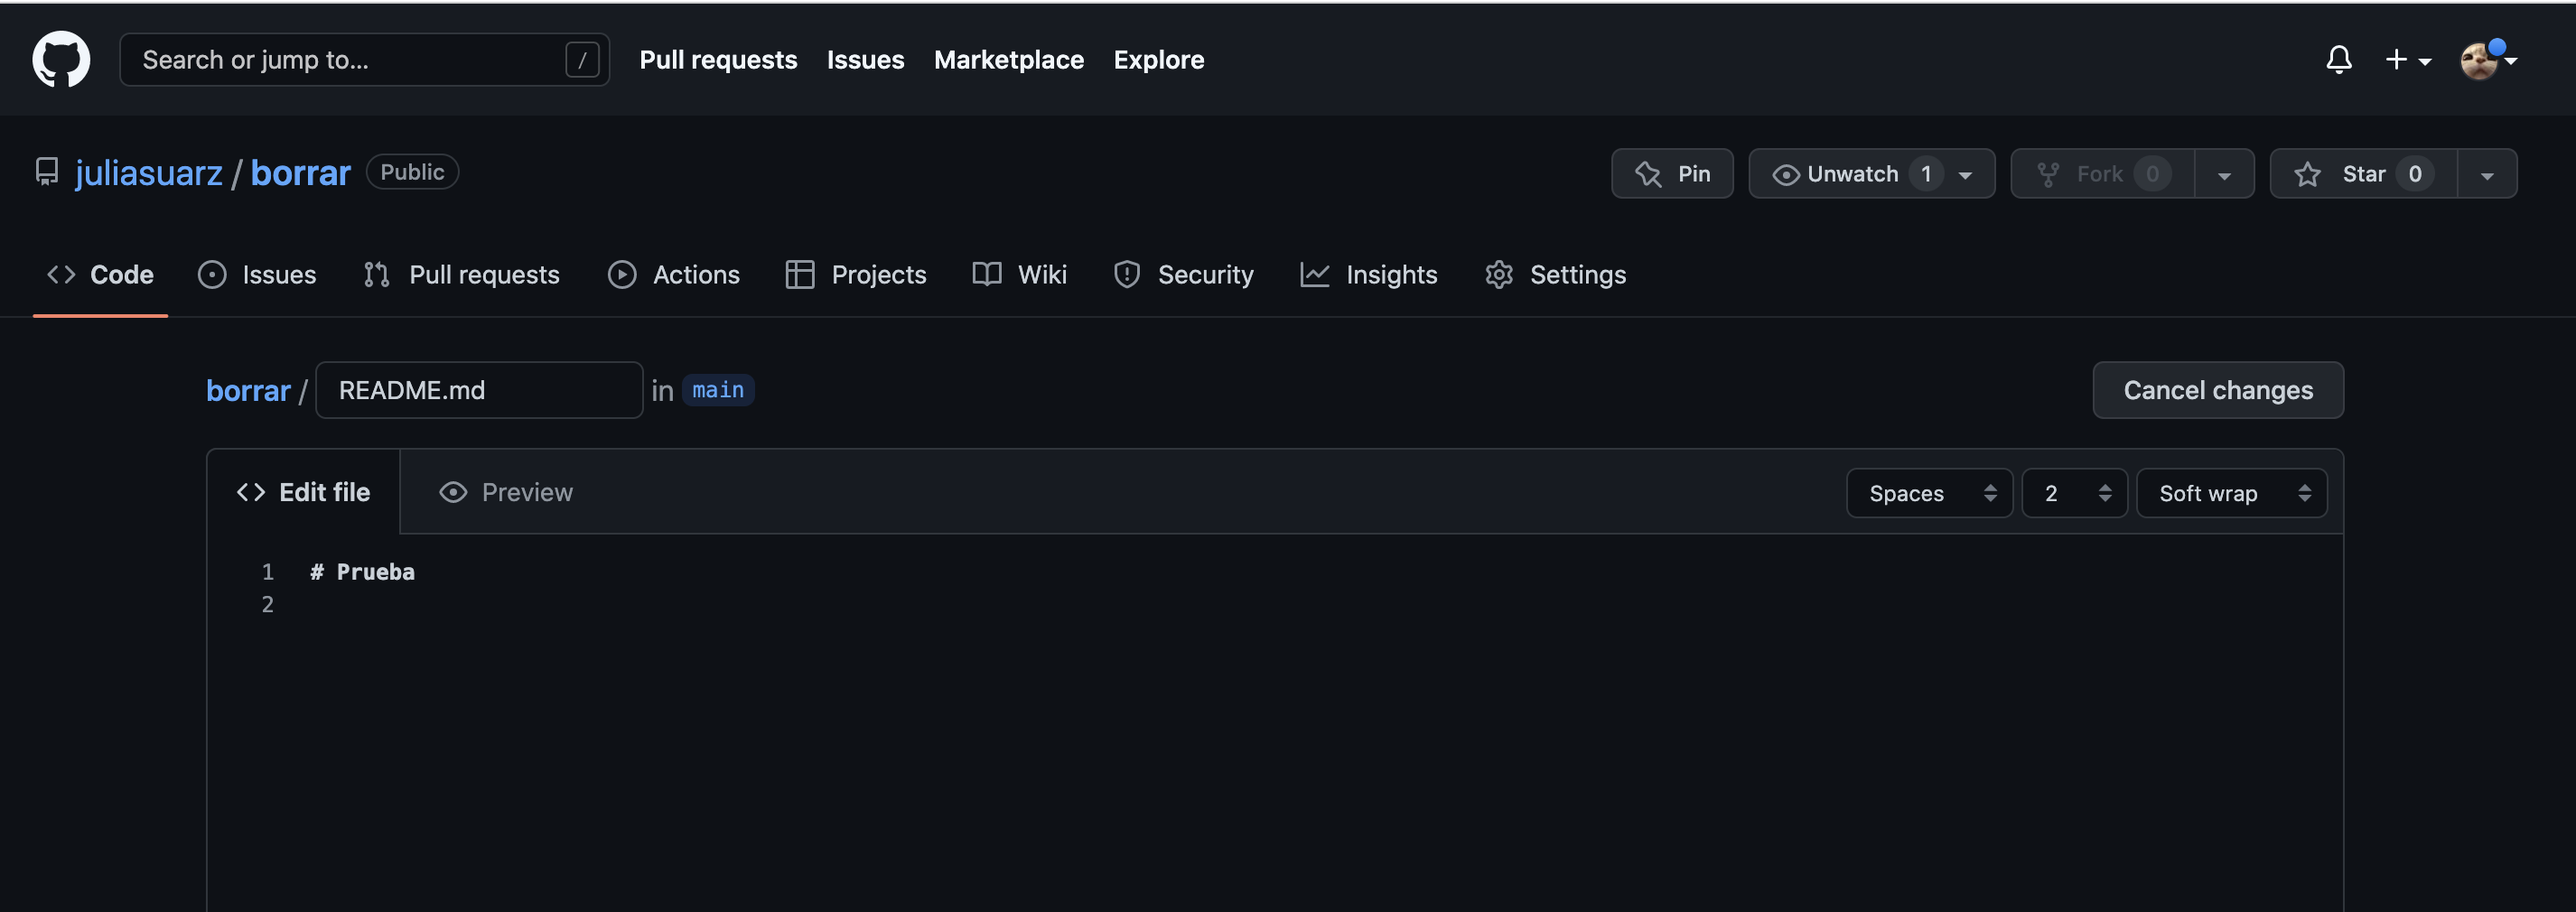 Search or jump to... / Pull requests Issues Marketplace Explore
juliasuarz / borrar Public Pin Unwatch 1 Fork 0 Star 0
Code Issues Pull requests Actions Projects Wiki Security Insights Settings
borrar / README.md in main Cancel changes
Edit file Preview Spaces 2 Soft wrap
1 # Prueba
2